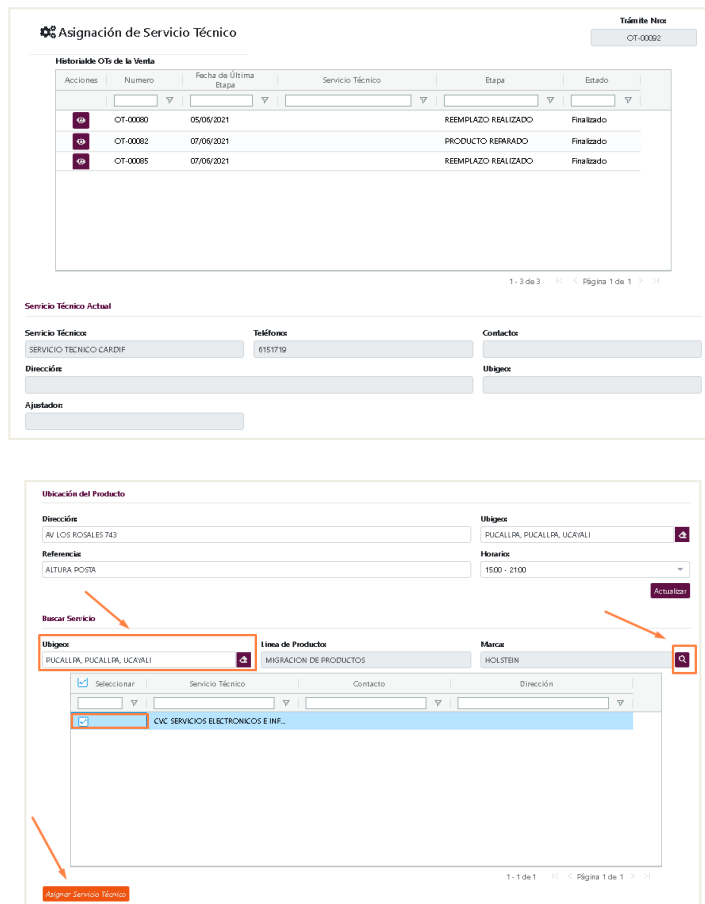 Asignación de Servicio Técnico
Trámite Nro:
OT-00092
Historialde OTs de la Venta
Acciones Numero Fecha de Última Etapa Servicio Técnico Etapa Estado
OT-00080 05/06/2021 REEMPLAZO REALIZADO Finalizado
OT-00082 07/06/2021 PRODUCTO REPARADO Finalizado
OT-00085 07/06/2021 REEMPLAZO REALIZADO Finalizado
1 - 3 de 3 Página 1 de 1
Servicio Técnico Actual
Servicio Técnico: Teléfono: Contacto:
SERVICIO TECNICO CARDIF 6151719
Dirección: Ubigeo:
Ajustador:
Ubicación del Producto
Dirección: Ubigeo:
AV LOS ROSALES 743 PUCALLPA, PUCALLPA, UCAYALI
Referencia: Horario:
ALTURA POSTA 15:00 - 21:00
Actualizar
Buscar Servicio
Ubigeo: Línea de Producto: Marca:
PUCALLPA, PUCALLPA, UCAYALI MIGRACION DE PRODUCTOS HOLSTEIN
Seleccionar Servicio Técnico Contacto Dirección
CVC SERVICIOS ELECTRONICOS E INF...
1 - 1 de 1 Página 1 de 1
Asignar Servicio Técnico